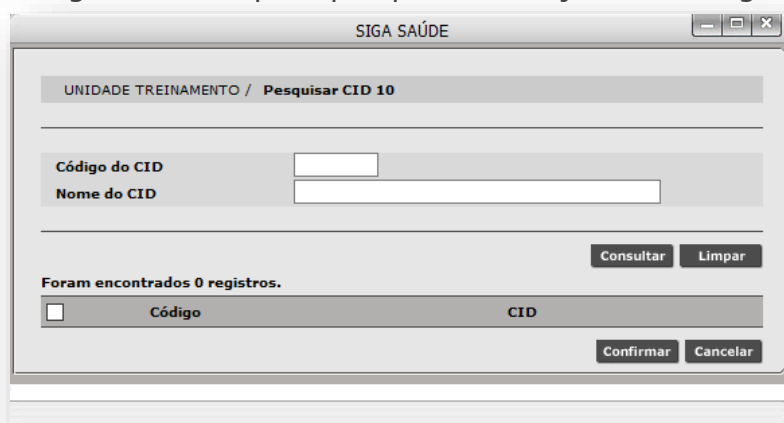 SIGA SAÚDE
UNIDADE TREINAMENTO / Pesquisar CID 10
Código do CID
Nome do CID
Consultar Limpar
Foram encontrados 0 registros.
Código CID
Confirmar Cancelar